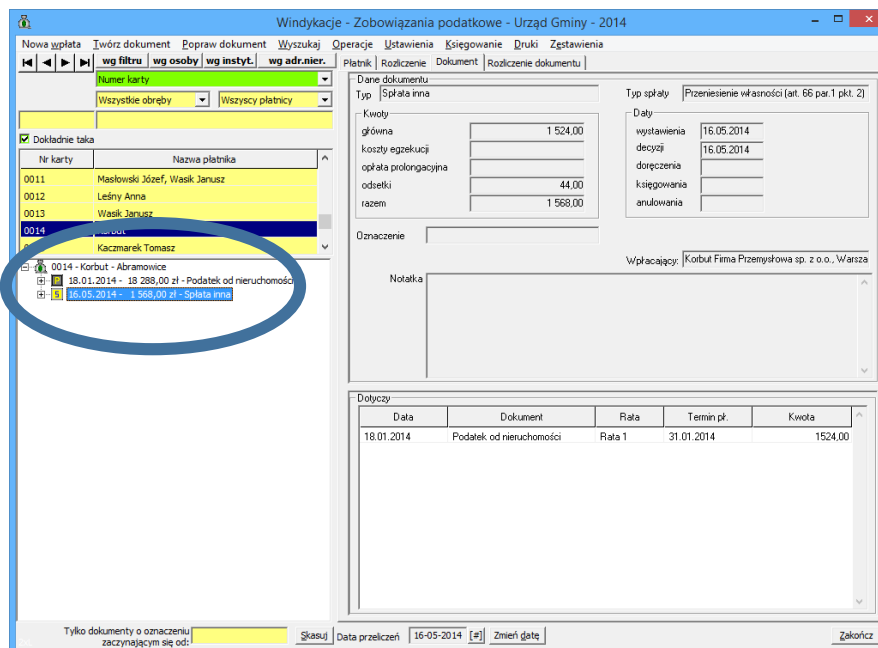 Windykacje - Zobowiązania podatkowe - Urząd Gminy - 2014
Nowa wpłata Twórz dokument Popraw dokument Wyszukaj Operacje Ustawienia Księgowanie Druki Zestawienia
wg filtru wg osoby wg instyt. wg adr.nier.
Numer karty
Wszystkie obręby Wszyscy płatnicy
Dokładnie taka
Nr karty Nazwa płatnika
0011 Masłowski Józef, Wasik Janusz
0012 Leśny Anna
0013 Wasik Janusz
0014 Korbut
Kaczmarek Tomasz
0014 - Korbut - Abramowice
18.01.2014 - 18 288,00 zł - Podatek od nieruchomości
S 16.05.2014 - 1 568,00 zł - Spłata inna
Tylko dokumenty o oznaczeniu
zaczynającym się od:
Skasuj
Płatnik Rozliczenie Dokument Rozliczenie dokumentu
Dane dokumentu
Typ Spłata inna Typ spłaty Przeniesienie własności (art. 66 par.1 pkt. 2)
Kwoty
główna 1 524,00
koszty egzekucji
opłata prolongacyjna
odsetki 44,00
razem 1 568,00
Daty
wystawienia 16.05.2014
decyzji 16.05.2014
doręczenia
księgowania
anulowania
Oznaczenie
Wpłacający: Korbut Firma Przemysłowa sp. z o.o., Warsza
Notatka
Dotyczy
Data Dokument Rata Termin pł. Kwota
18.01.2014 Podatek od nieruchomości Rata 1 31.01.2014 1524,00
Data przeliczeń 16-05-2014 [#] Zmień datę Zakończ